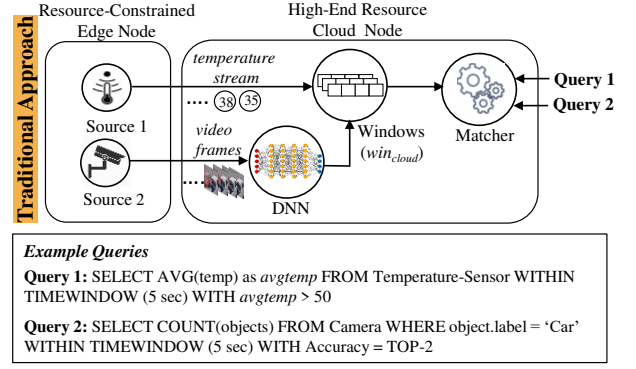 Traditional Approach
Resource-Constrained
Edge Node
High-End Resource
Cloud Node
temperature
stream
.... 38 35
Source 1
video
frames
....
Source 2
DNN
Windows
(win_cloud)
Matcher
Query 1
Query 2
Example Queries
Query 1: SELECT AVG(temp) as avgtemp FROM Temperature-Sensor WITHIN
TIMEWINDOW (5 sec) WITH avgtemp > 50
Query 2: SELECT COUNT(objects) FROM Camera WHERE object.label = ‘Car’
WITHIN TIMEWINDOW (5 sec) WITH Accuracy = TOP-2